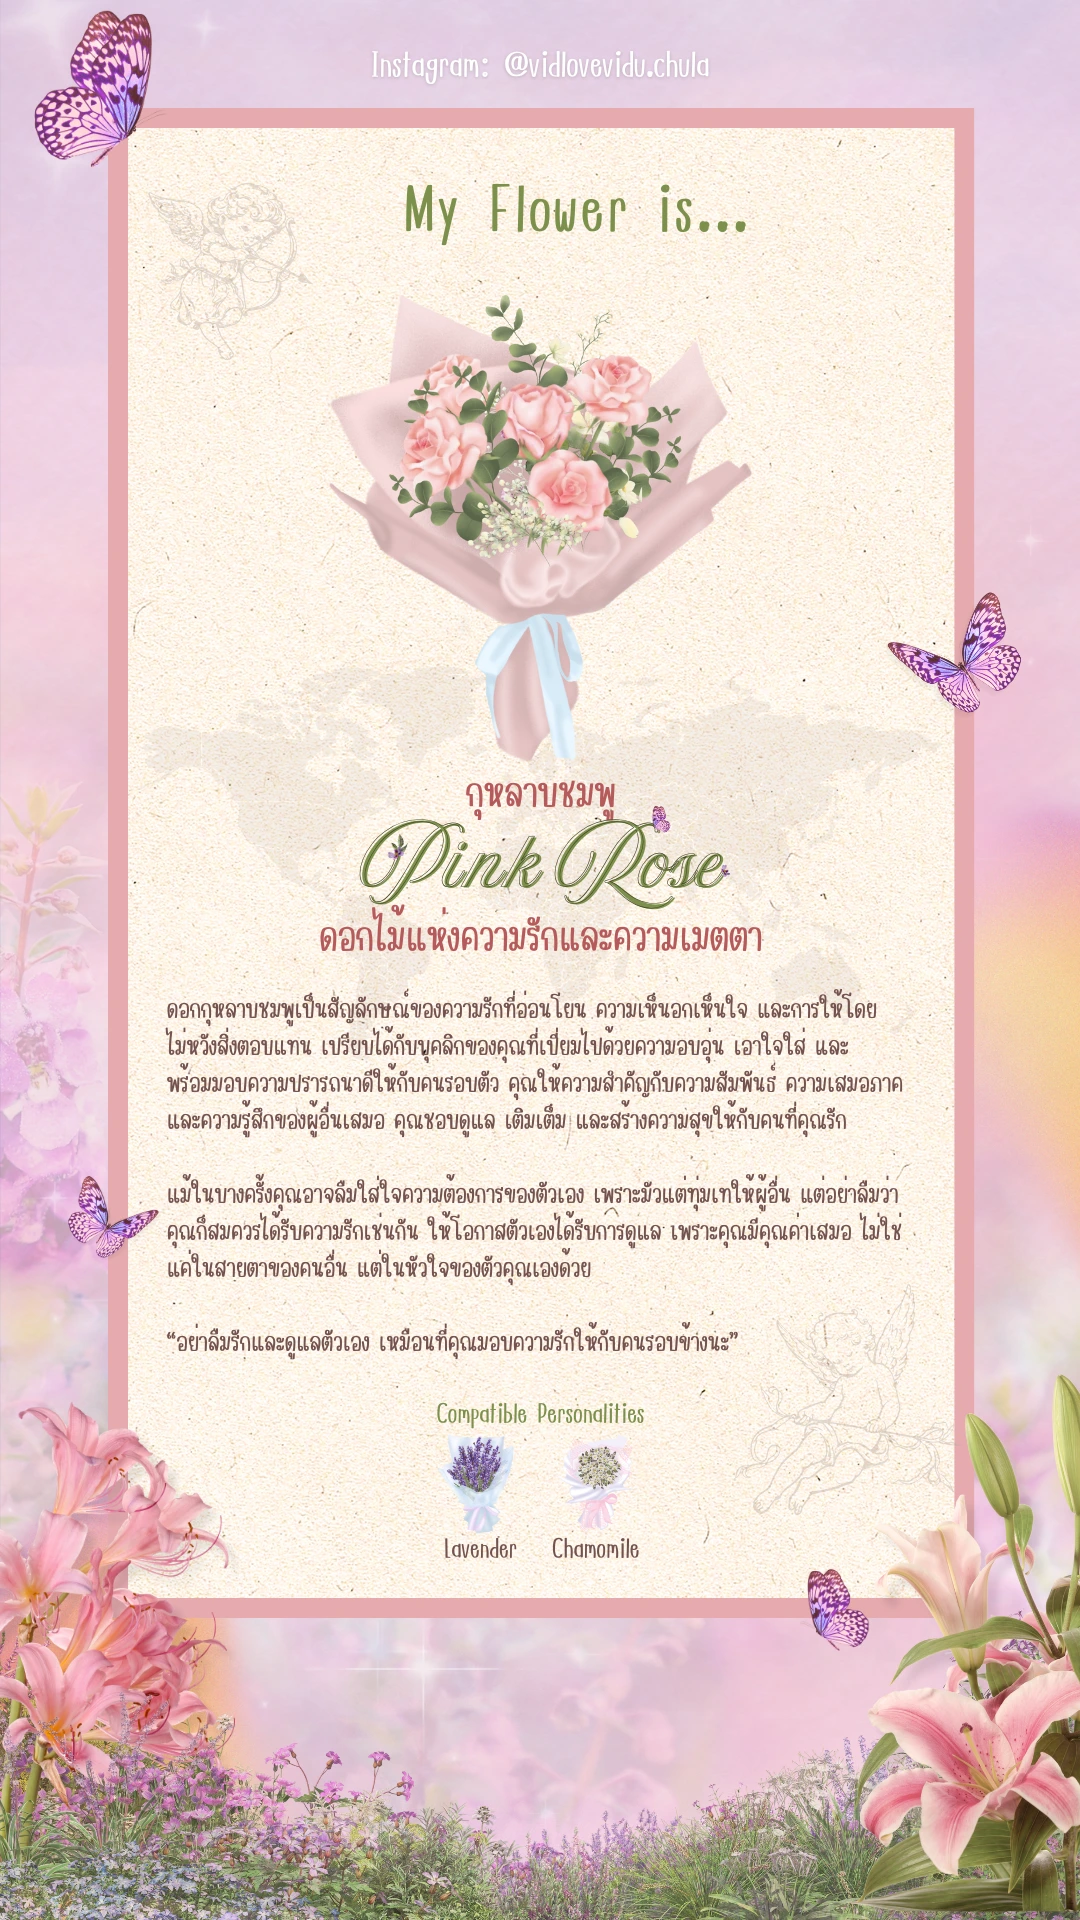 Instagram: @vidlovevidu.chula
My Flower is...
กุหลาบชมพู
Pink Rose
ดอกไม้แห่งความรักและความเมตตา
ดอกกุหลาบชมพูเป็นสัญลักษณ์ของความรักที่อ่อนโยน ความเห็นอกเห็นใจ และการให้โดย
ไม่หวังสิ่งตอบแทน เปรียบได้กับบุคลิกของคุณที่เปี่ยมไปด้วยความอบอุ่น เอาใจใส่ และ
พร้อมมอบความปรารถนาดีให้กับคนรอบตัว คุณให้ความสำคัญกับความสัมพันธ์ ความเสมอภาค
และความรู้สึกของผู้อื่นเสมอ คุณชอบดูแล เติมเต็ม และสร้างความสุขให้กับคนที่คุณรัก
แม้ในบางครั้งคุณอาจลืมใส่ใจความต้องการของตัวเอง เพราะมัวแต่ทุ่มเทให้ผู้อื่น แต่อย่าลืมว่า
คุณก็สมควรได้รับความรักเช่นกัน ให้โอกาสตัวเองได้รับการดูแล เพราะคุณมีคุณค่าเสมอ ไม่ใช่
แค่ในสายตาของคนอื่น แต่ในหัวใจของตัวคุณเองด้วย
“อย่าลืมรักและดูแลตัวเอง เหมือนที่คุณมอบความรักให้กับคนรอบข้างนะ”
Compatible Personalities
Lavender Chamomile